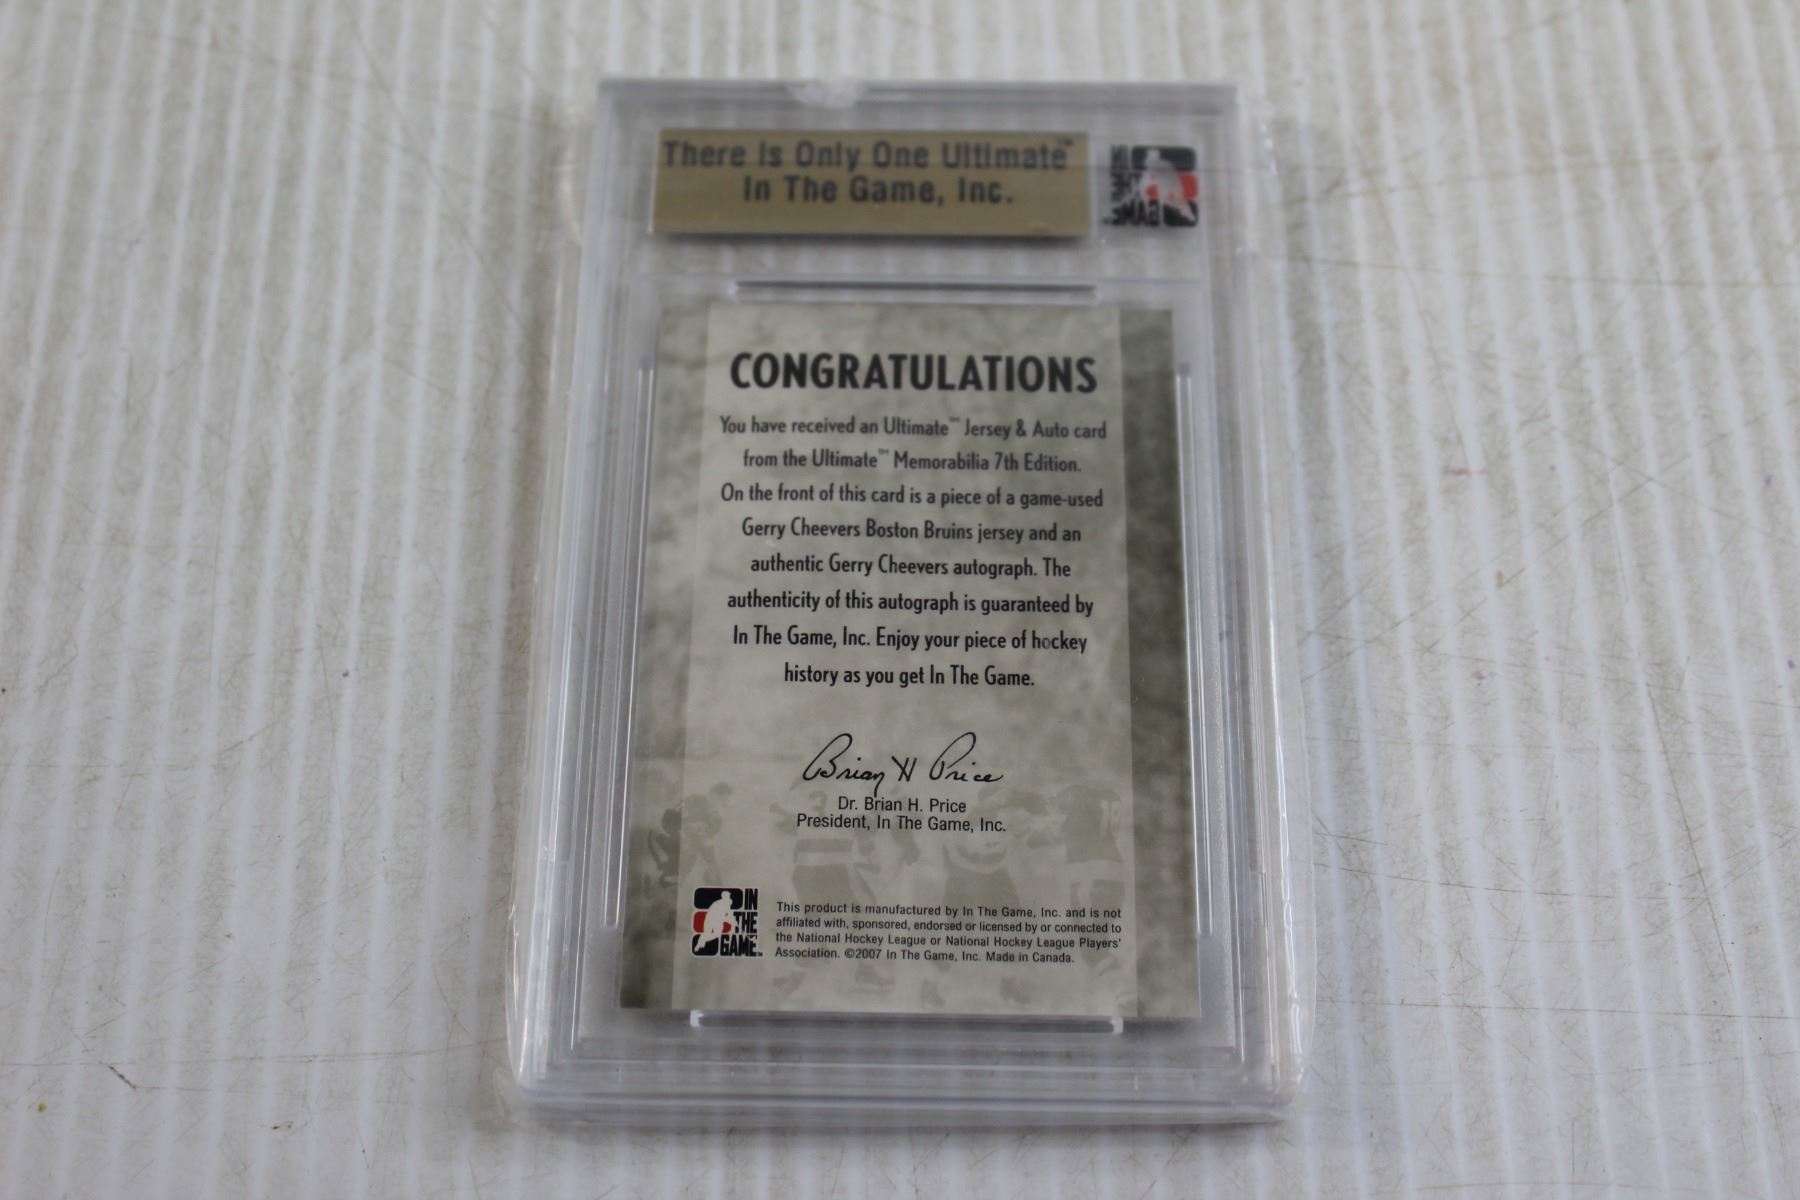 There Is Only One Ultimate™
In The Game, Inc.
IN
THE
GAME
CONGRATULATIONS
You have received an Ultimate™ Jersey & Auto card
from the Ultimate™ Memorabilia 7th Edition.
On the front of this card is a piece of a game-used
Gerry Cheevers Boston Bruins jersey and an
authentic Gerry Cheevers autograph. The
authenticity of this autograph is guaranteed by
In The Game, Inc. Enjoy your piece of hockey
history as you get In The Game.
Brian H Price
Dr. Brian H. Price
President, In The Game, Inc.
IN
THE
GAME™
This product is manufactured by In The Game, Inc. and is not
affiliated with, sponsored, endorsed or licensed by or connected to
the National Hockey League or National Hockey League Players'
Association. ©2007 In The Game, Inc. Made in Canada.